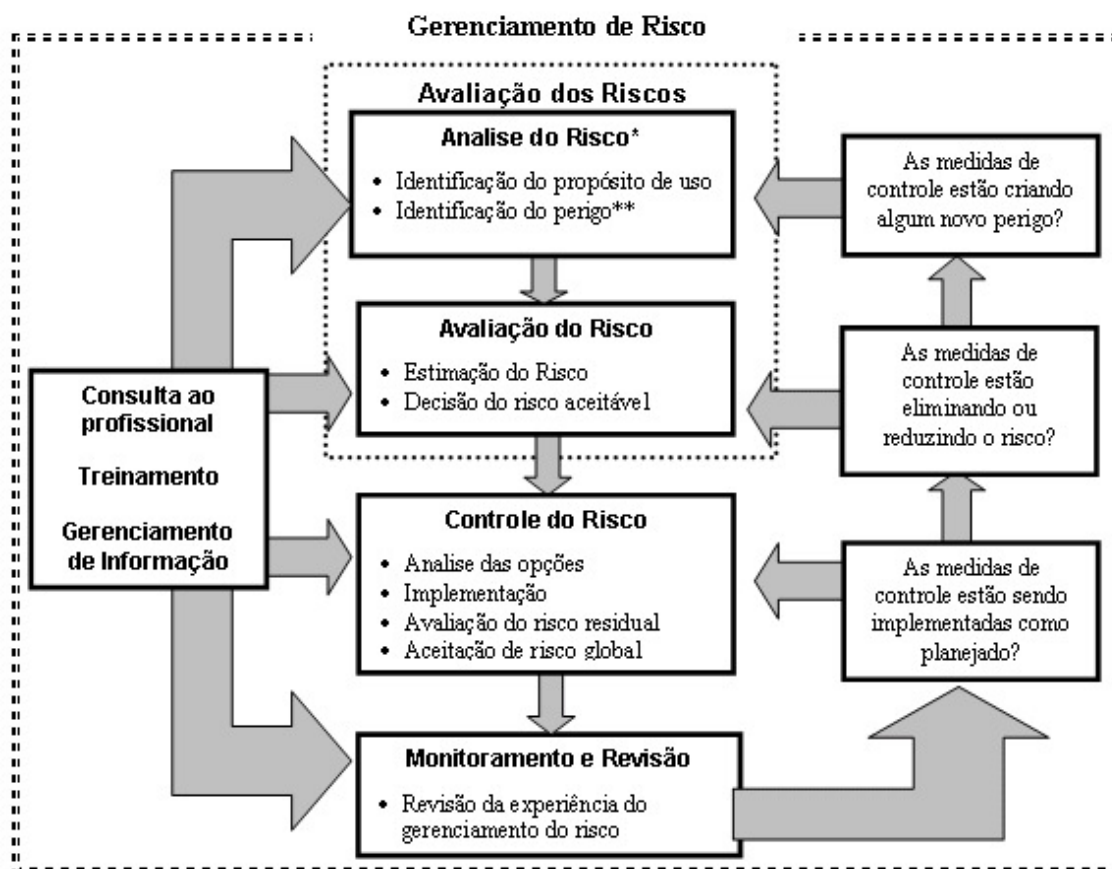 Gerenciamento de Risco
Avaliação dos Riscos
Analise do Risco*
• Identificação do propósito de uso
• Identificação do perigo**
Avaliação do Risco
• Estimação do Risco
• Decisão do risco aceitável
Controle do Risco
• Analise das opções
• Implementação
• Avaliação do risco residual
• Aceitação de risco global
Monitoramento e Revisão
• Revisão da experiência do
gerenciamento do risco
Consulta ao
profissional
Treinamento
Gerenciamento
de Informação
As medidas de
controle estão criando
algum novo perigo?
As medidas de
controle estão
eliminando ou
reduzindo o risco?
As medidas de
controle estão sendo
implementadas como
planejado?